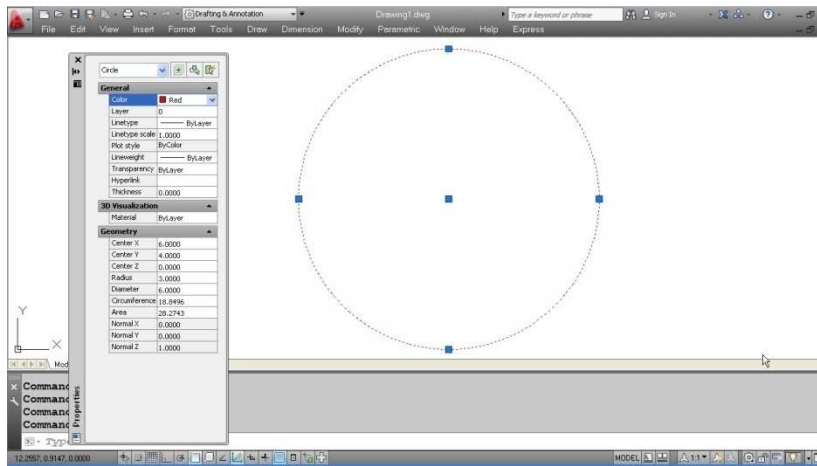 Drafting & Annotation
Drawing1.dwg
Type a keyword or phrase
Sign In
File Edit View Insert Format Tools Draw Dimension Modify Parametric Window Help Express
Circle
General
Color Red
Layer 0
Linetype ByLayer
Linetype scale 1.0000
Plot style ByColor
Lineweight ByLayer
Transparency ByLayer
Hyperlink
Thickness 0.0000
3D Visualization
Material ByLayer
Geometry
Center X 6.0000
Center Y 4.0000
Center Z 0.0000
Radius 3.0000
Diameter 6.0000
Circumference 18.8496
Area 28.2743
Normal X 0.0000
Normal Y 0.0000
Normal Z 1.0000
Y
X
Mod
Properties
Command
Command
Command
Command
Typ
12.2557, 0.9147, 0.0000
MODEL
1:1